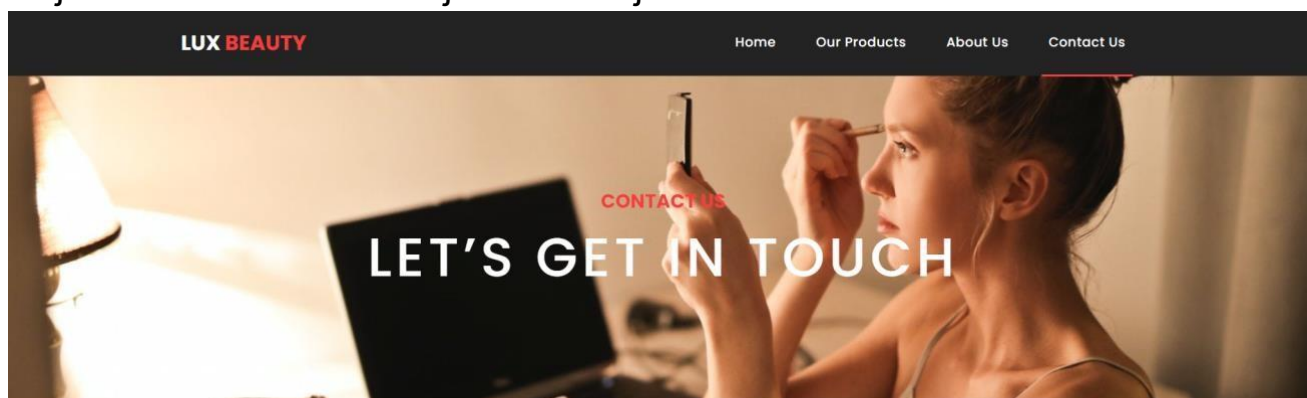 LUX BEAUTY
Home Our Products About Us Contact Us
CONTACT US
LET'S GET IN TOUCH